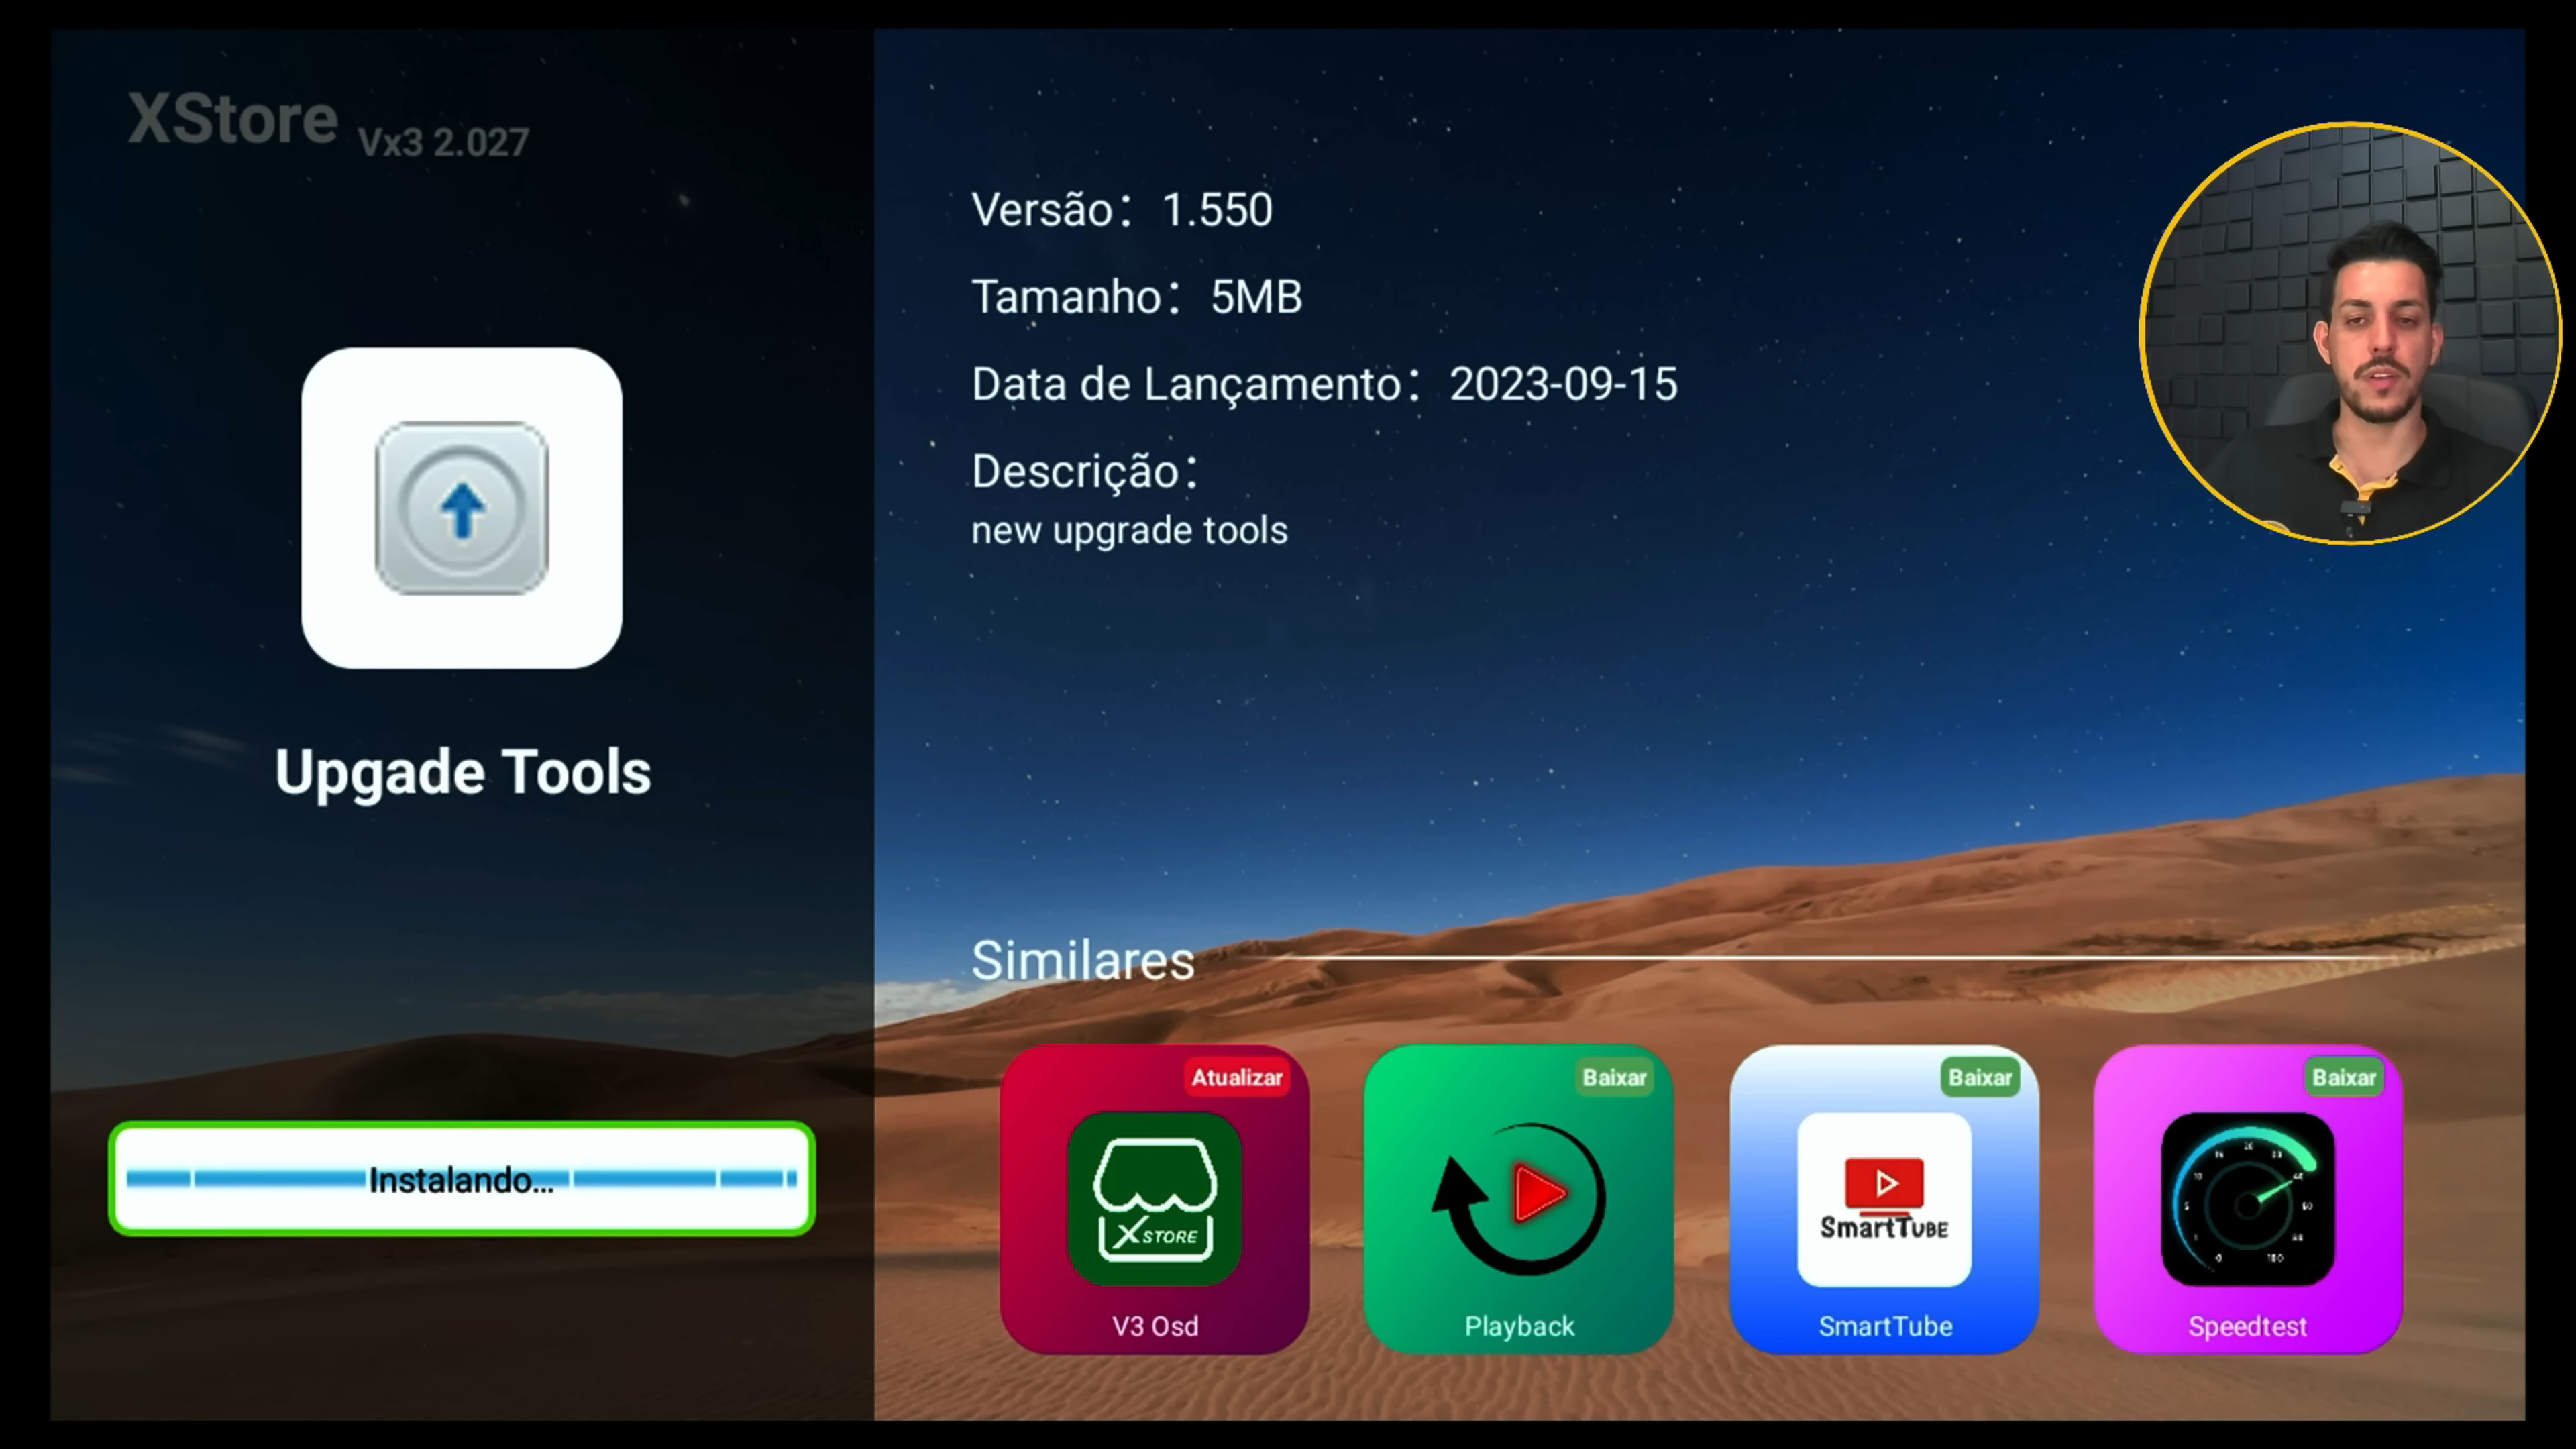 XStore Vx3 2.027
Versão： 1.550
Tamanho： 5MB
Data de Lançamento： 2023-09-15
Descrição：
new upgrade tools
Upgade Tools
Instalando...
Similares
Atualizar
XSTORE
V3 Osd
Baixar
Playback
Baixar
SMARTTUBE
SmartTube
Baixar
Speedtest